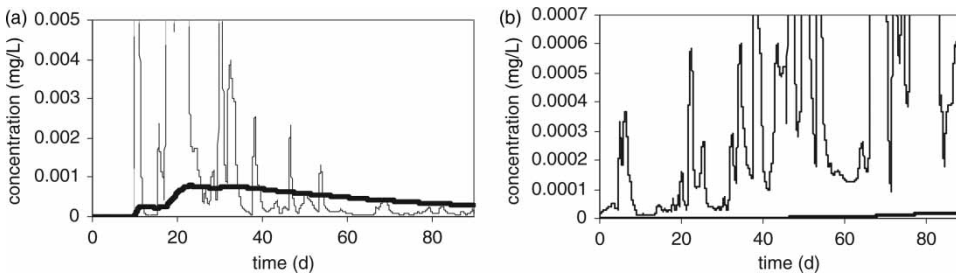 (a)
concentration (mg/L)
0.005
0.004
0.003
0.002
0.001
0
0 20 40 60 80
time (d)
(b)
concentration (mg/L)
0.0007
0.0006
0.0005
0.0004
0.0003
0.0002
0.0001
0
0 20 40 60 80
time (d)